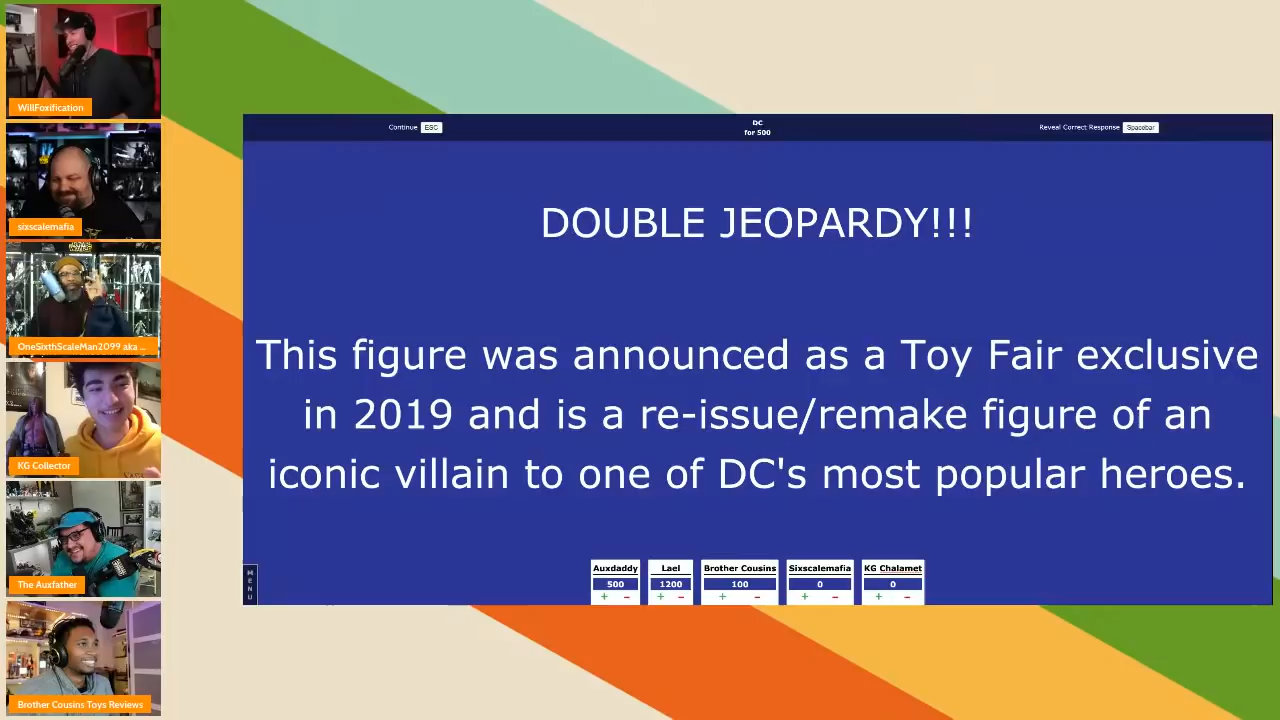 WillFoxification
sixscalemafia
OneSixthScaleMan2099 aka ...
KG Collector
The Auxfather
Brother Cousins Toys Reviews
Continue ESC
DC
for 500
Reveal Correct Response Spacebar
DOUBLE JEOPARDY!!!
This figure was announced as a Toy Fair exclusive
in 2019 and is a re-issue/remake figure of an
iconic villain to one of DC's most popular heroes.
MENU
Auxdaddy Lael Brother Cousins Sixscalemafia KG Chalamet
500 1200 100 0 0
+ − + − + − + − + −